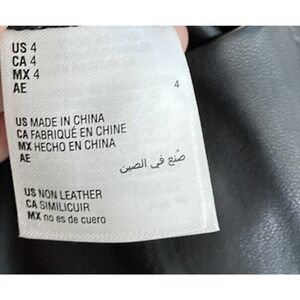 US 4
CA 4
MX 4
AE 4
US MADE IN CHINA
CA FABRIQUÉ EN CHINE
MX HECHO EN CHINA
AE صُنع في الصين
US NON LEATHER
CA SIMILICUIR
MX no es de cuero